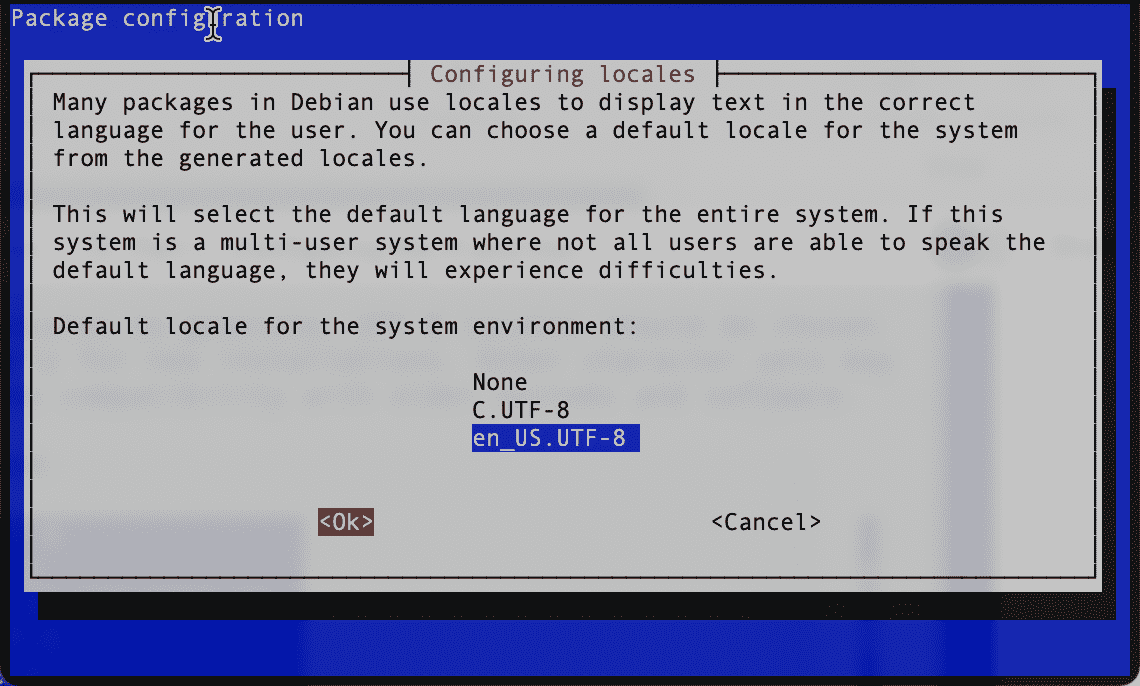 Package configuration
Configuring locales
Many packages in Debian use locales to display text in the correct
language for the user. You can choose a default locale for the system
from the generated locales.
This will select the default language for the entire system. If this
system is a multi-user system where not all users are able to speak the
default language, they will experience difficulties.
Default locale for the system environment:
None
C.UTF-8
en_US.UTF-8
<Ok> <Cancel>